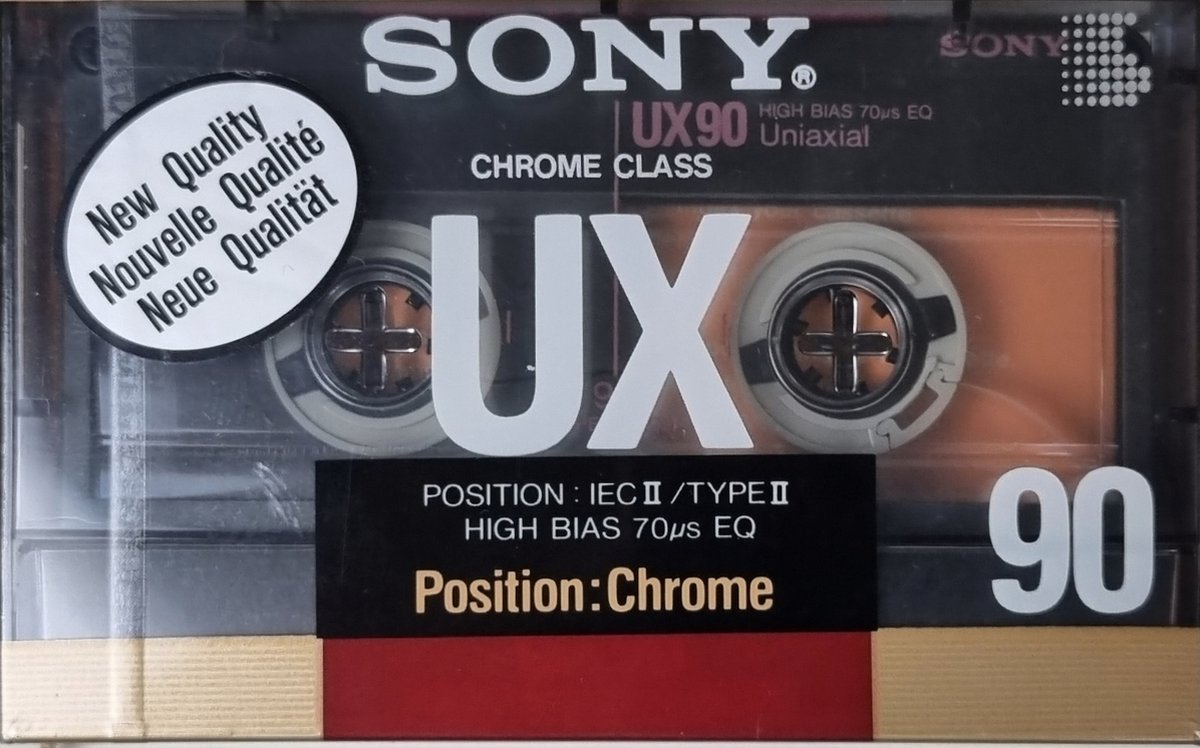 SONY®
SONY
UX90 HIGH BIAS 70µs EQ
Uniaxial
CHROME CLASS
New Quality
Nouvelle Qualité
Neue Qualität
UX
POSITION : IEC II / TYPE II
HIGH BIAS 70µs EQ
Position: Chrome
90